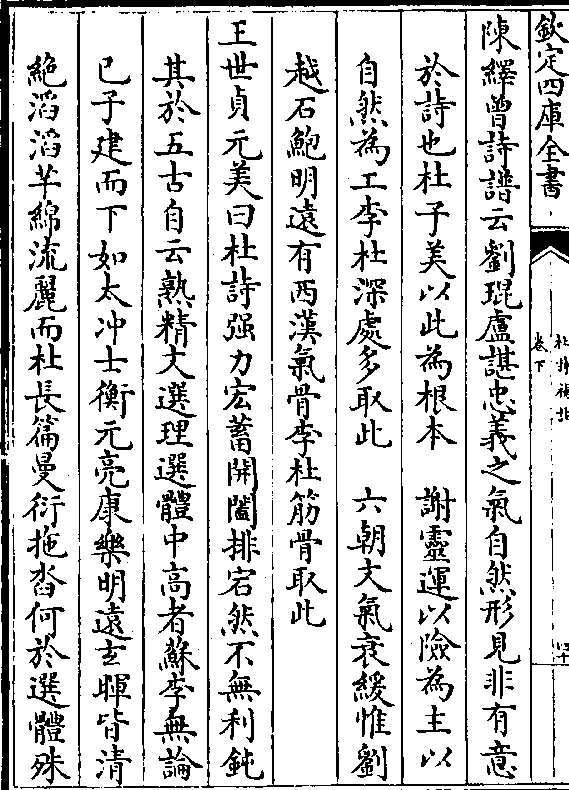 欽定四庫全書
杜詩攟
卷下
四十
陳繹曾詩譜云劉琨盧諶忠義之氣自然形見非有意
於詩也杜子美以此為根本　謝靈運以險為主以
自然為工李杜深處多取此　六朝文氣衰緩惟劉
越石鮑明遠有西漢氣骨李杜筋骨取此
王世貞元美曰杜詩强力宏蓄開闔排宕然不無利鈍
其於五古自云熟精文選理選體中高者蘇李無論
已子建而下如太冲士衡元亮康樂明遠玄暉皆清
絶滔滔芊綿流麗而杜長篇曼衍拖沓何於選體殊